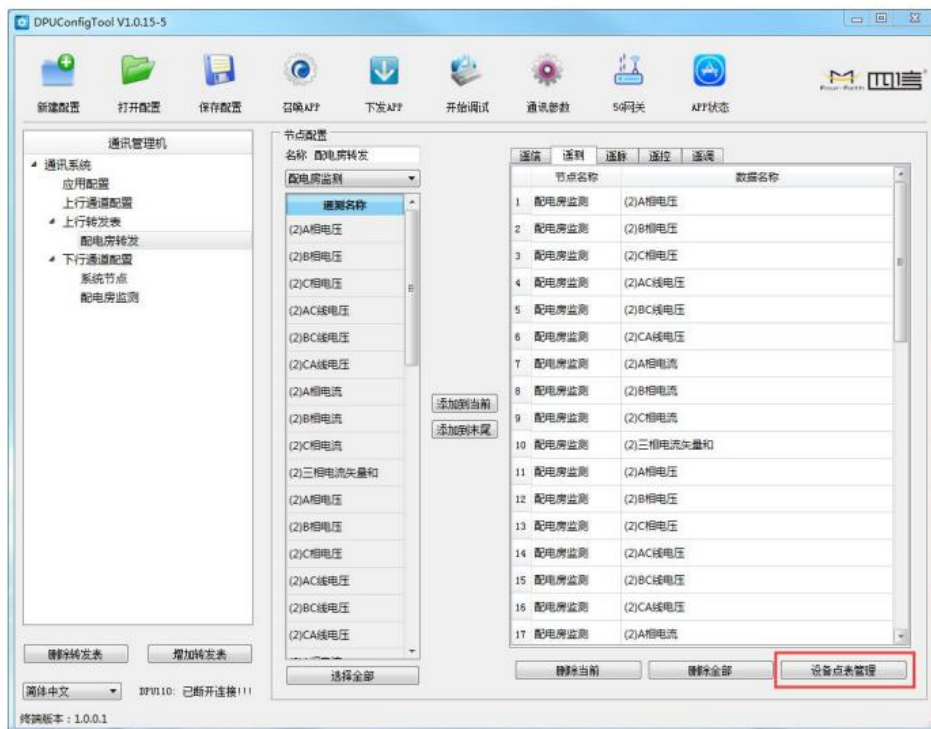 DPUConfigTool V1.0.15-5
新建配置 打开配置 保存配置 召唤APP 下发APP 开始调试 通讯参数 5G网关 APP状态
Four-Faith 四信
通讯管理机
通讯系统
应用配置
上行通道配置
上行转发表
配电房转发
下行通道配置
系统节点
配电房监测
删除转发表 增加转发表
简体中文 DPU110: 已断开连接!!!
终端版本：1.0.0.1
节点配置
名称 配电房转发
配电房监测
遥测名称
(2)A相电压
(2)B相电压
(2)C相电压
(2)AC线电压
(2)BC线电压
(2)CA线电压
(2)A相电流
(2)B相电流
(2)C相电流
(2)三相电流矢量和
(2)A相电压
(2)B相电压
(2)C相电压
(2)AC线电压
(2)BC线电压
(2)CA线电压
选择全部
添加到当前
添加到末尾
遥信 遥测 遥脉 遥控 遥调
节点名称 数据名称
1 配电房监测 (2)A相电压
2 配电房监测 (2)B相电压
3 配电房监测 (2)C相电压
4 配电房监测 (2)AC线电压
5 配电房监测 (2)BC线电压
6 配电房监测 (2)CA线电压
7 配电房监测 (2)A相电流
8 配电房监测 (2)B相电流
9 配电房监测 (2)C相电流
10 配电房监测 (2)三相电流矢量和
11 配电房监测 (2)A相电压
12 配电房监测 (2)B相电压
13 配电房监测 (2)C相电压
14 配电房监测 (2)AC线电压
15 配电房监测 (2)BC线电压
16 配电房监测 (2)CA线电压
17 配电房监测 (2)A相电流
删除当前 删除全部 设备点表管理